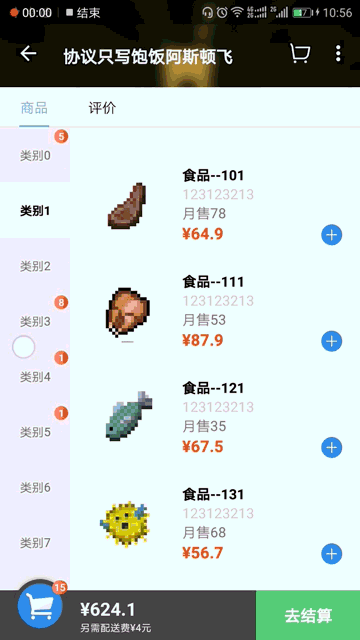 00:00 结束 10:56
协议只写饱饭阿斯顿飞
商品 评价
类别0 5
类别1
类别2
类别3 8
类别4 1
类别5 1
类别6
类别7
食品--101
123123213
月售78
¥64.9
食品--111
123123213
月售53
¥87.9
食品--121
123123213
月售35
¥67.5
食品--131
123123213
月售68
¥56.7
15
¥624.1
另需配送费¥4元
去结算